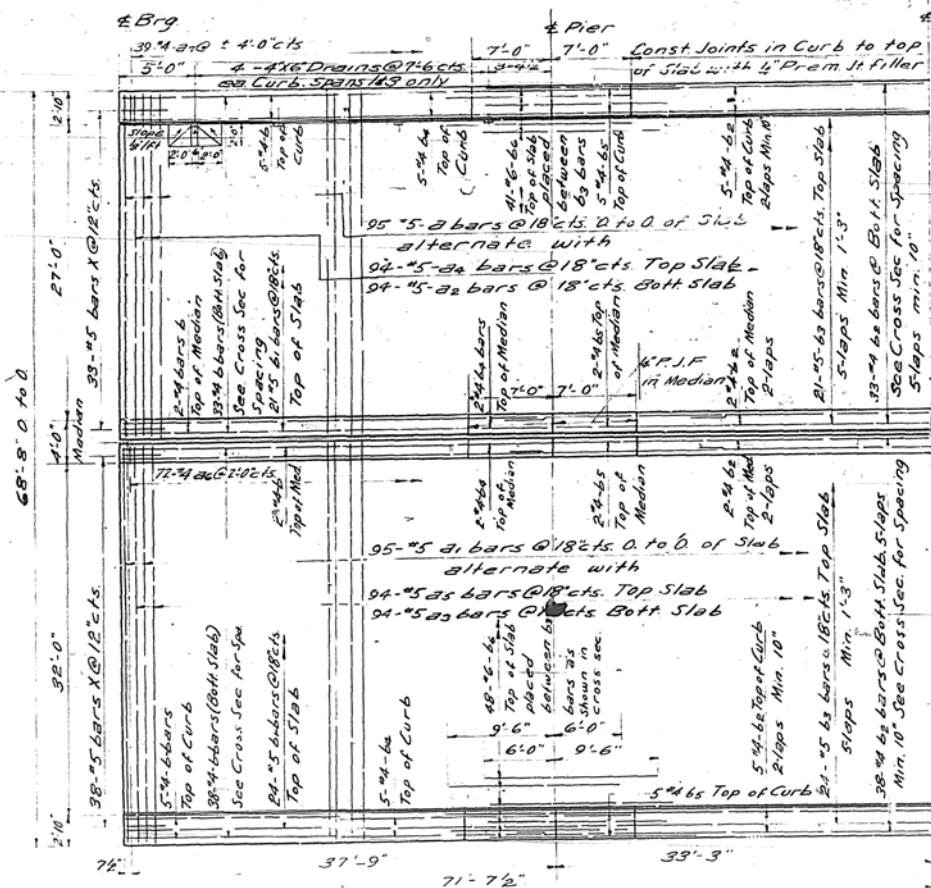 ℄ Brg
℄ Pier
39-#4-a7@ ± 4'-0"cts
7'-0" 7'-0"
Const. Joints in Curb to top
of Slab with ¼" Prem. Jt filler
5'-0"
4-4"x6" Drains@7'-6"cts
ea. Curb. Spans 1&3 only
2'-10"
Slope
2'-0" 2'-0"
5-#4-b
Top of
Curb
5-#4 b4
Top of
Curb
41-#6-b6
Top of Slab
placed
between
b3 bars
5-#4-b5
Top of Curb
5-#4-b2
Top of Curb
2 laps Min. 10"
21-#5-b3 bars@18"cts. Top Slab
5-laps Min 1'-3"
33-#4 b2 bars @ Bott. Slab
See Cross Sec for Spacing
5-laps min. 10"
95 #5-a bars @18"cts. O. to O. of Slab
alternate with
94-#5-a4 bars @18"cts. Top Slab
94-#5-a2 bars @ 18"cts. Bott. Slab
27'-0"
33-#5 bars X @12"cts.
2-#4 bars b
Top of Median
33-#4 b bars (Bott Slab)
See Cross Sec for
Spacing
21-#5 b1 bars@18"cts.
Top of Slab
2-#4 b4 bars
Top of Median
2-#4 b5 Top
of Median
¼" P.J.F
in Median
7'-0" 7'-0"
2-#4-b2
Top of Median
2-laps
68'-8" O to O.
4'-0"
Median
72-#4 a6@2'-0"cts.
2-#4-b
Top of Med
2-#4-b4
Top of
Median
2-#4-b5
Top of
Median
2-#4 b2
Top of Med
2-laps
95-#5 a1 bars @18"cts. O. to O. of Slab
alternate with
94-#5 a5 bars @18"cts. Top Slab
94-#5 a3 bars @ cts. Bott. Slab
32'-0"
38-#5 bars X @12"cts.
5-#4-b-bars
Top of Curb
38-#4-b-bars (Bott. Slab)
See Cross Sec for Spa.
24-#5 b1 bars@18"cts.
Top of Slab
5-#4-b4
Top of Curb
48-#6-b6
Top of Slab
placed
between b3
bars as
shown in
cross sec.
9'-6" 6'-0"
6'-0" 9'-6"
5-#4-b2 Top of Curb
2-laps Min. 10"
24-#5 b3 bars@18"cts. Top Slab
5 laps Min. 1'-3"
38-#4 b2 bars @ Bott. Slab. 5-laps
Min. 10" See Cross Sec. for Spacing
5-#4 b5 Top of Curb
2'-10"
7½" 37'-9" 33'-3"
71'-7½"